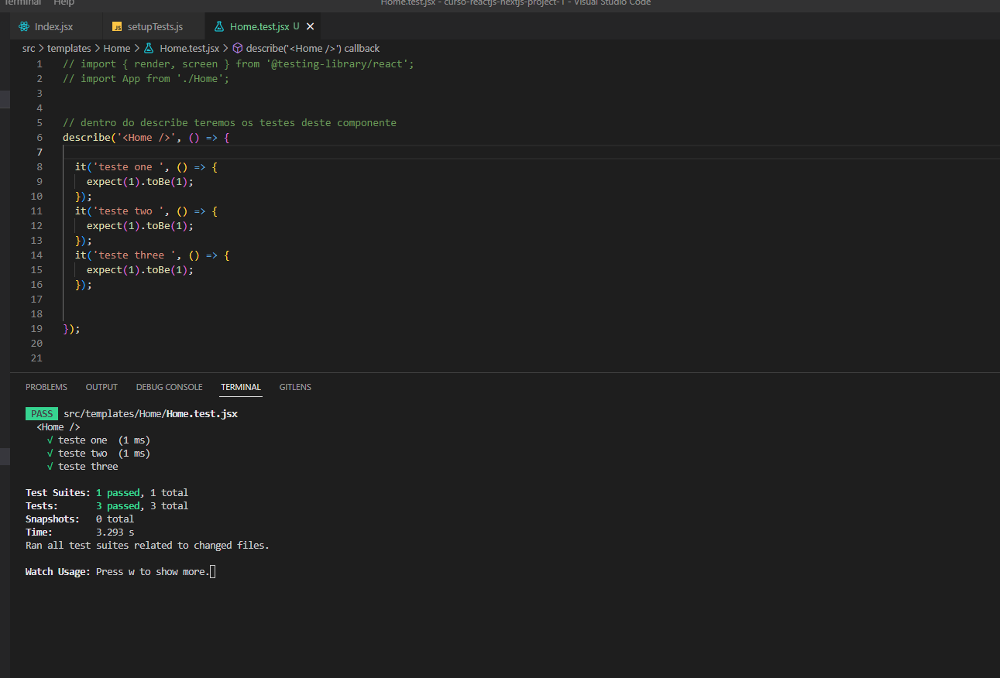 Terminal Help Home.test.jsx - curso-reactjs-nextjs-project-1 - Visual Studio Code
Index.jsx JS setupTests.js Home.test.jsx U ×
src > templates > Home > Home.test.jsx > describe('<Home />') callback
1 // import { render, screen } from '@testing-library/react';
2 // import App from './Home';
3
4
5 // dentro do describe teremos os testes deste componente
6 describe('<Home />', () => {
7
8 it('teste one ', () => {
9 expect(1).toBe(1);
10 });
11 it('teste two ', () => {
12 expect(1).toBe(1);
13 });
14 it('teste three ', () => {
15 expect(1).toBe(1);
16 });
17
18
19 });
20
21
PROBLEMS OUTPUT DEBUG CONSOLE TERMINAL GITLENS
PASS src/templates/Home/Home.test.jsx
<Home />
√ teste one (1 ms)
√ teste two (1 ms)
√ teste three
Test Suites: 1 passed, 1 total
Tests: 3 passed, 3 total
Snapshots: 0 total
Time: 3.293 s
Ran all test suites related to changed files.
Watch Usage: Press w to show more.